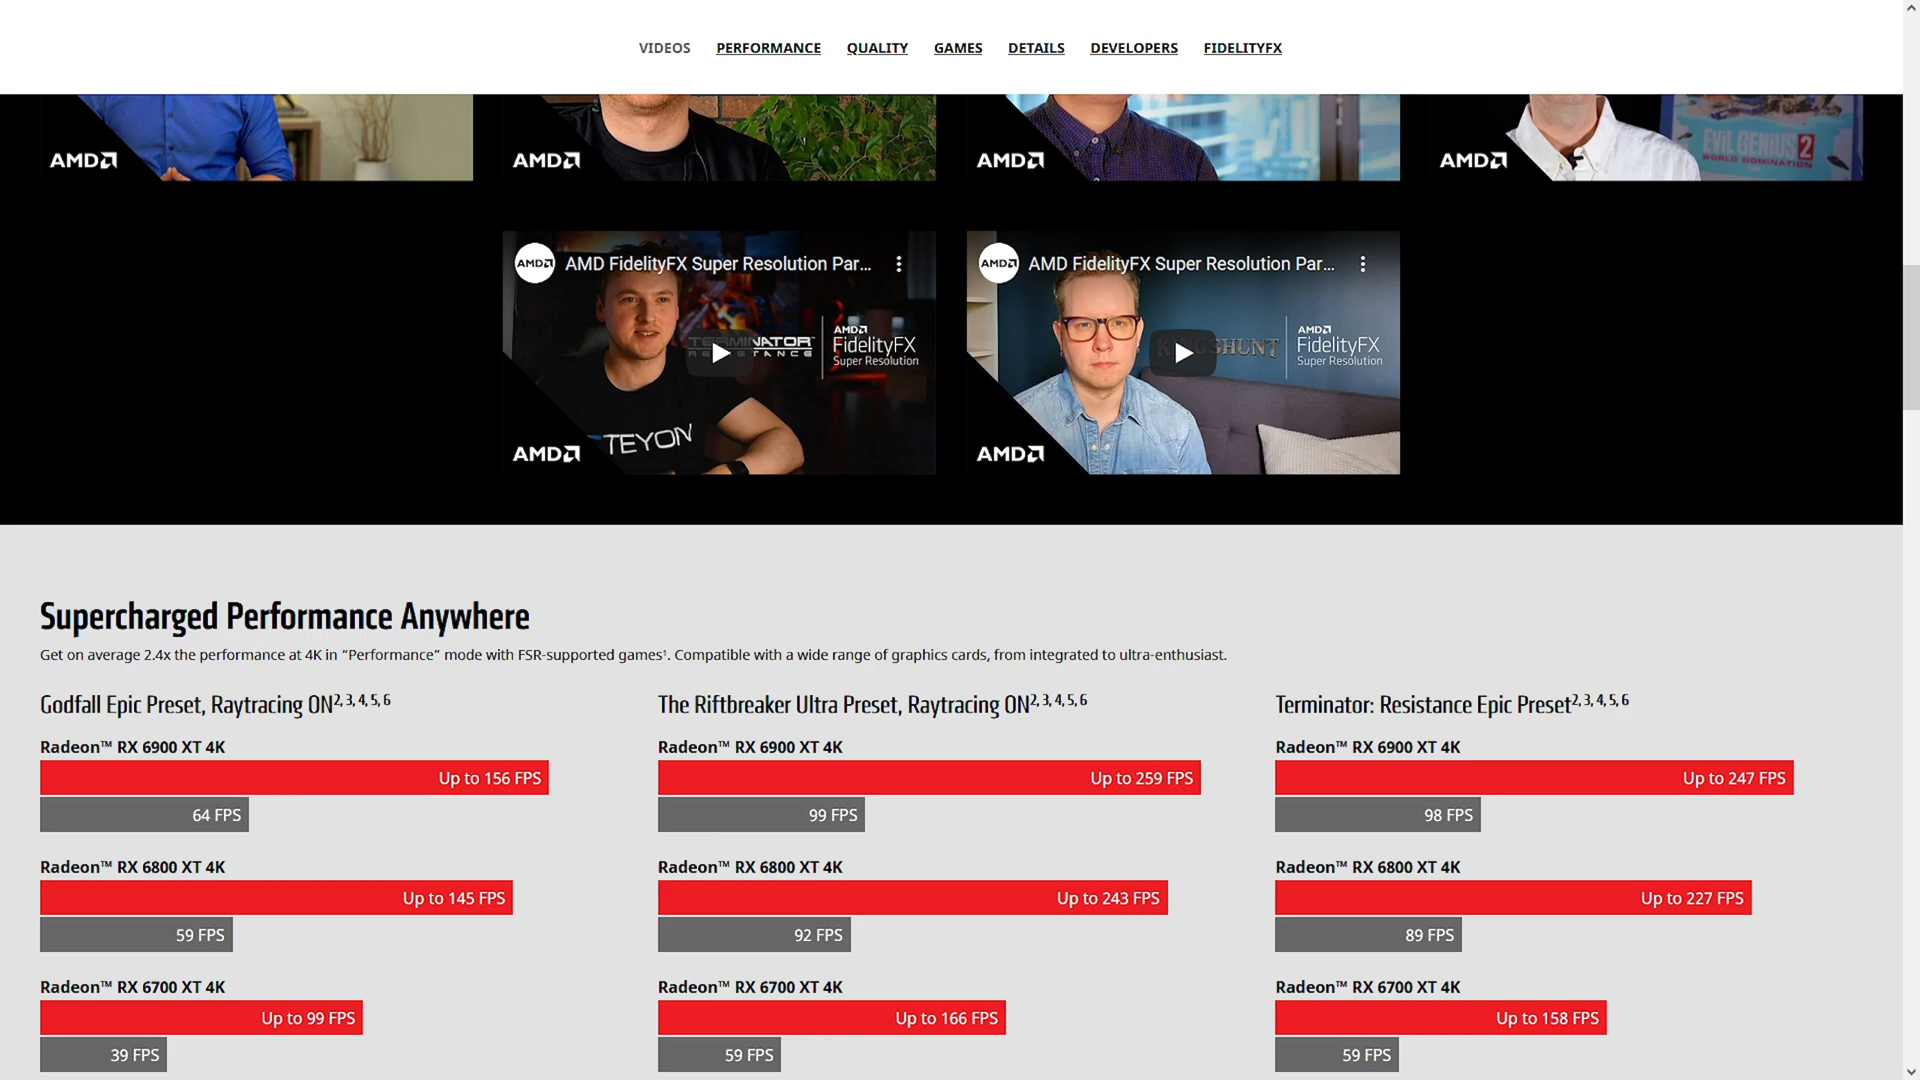 VIDEOS PERFORMANCE QUALITY GAMES DETAILS DEVELOPERS FIDELITYFX
AMD AMD AMD AMD
EVIL GENIUS 2
WORLD DOMINATION
AMD AMD FidelityFX Super Resolution Par...
AMD AMD FidelityFX Super Resolution Par...
AMD
FidelityFX
Super Resolution
AMD
FidelityFX
Super Resolution
TEYON
AMD AMD
Supercharged Performance Anywhere
Get on average 2.4x the performance at 4K in “Performance” mode with FSR-supported games¹. Compatible with a wide range of graphics cards, from integrated to ultra-enthusiast.
Godfall Epic Preset, Raytracing ON2, 3, 4, 5, 6
Radeon™ RX 6900 XT 4K
Up to 156 FPS
64 FPS
Radeon™ RX 6800 XT 4K
Up to 145 FPS
59 FPS
Radeon™ RX 6700 XT 4K
Up to 99 FPS
39 FPS
The Riftbreaker Ultra Preset, Raytracing ON2, 3, 4, 5, 6
Radeon™ RX 6900 XT 4K
Up to 259 FPS
99 FPS
Radeon™ RX 6800 XT 4K
Up to 243 FPS
92 FPS
Radeon™ RX 6700 XT 4K
Up to 166 FPS
59 FPS
Terminator: Resistance Epic Preset2, 3, 4, 5, 6
Radeon™ RX 6900 XT 4K
Up to 247 FPS
98 FPS
Radeon™ RX 6800 XT 4K
Up to 227 FPS
89 FPS
Radeon™ RX 6700 XT 4K
Up to 158 FPS
59 FPS